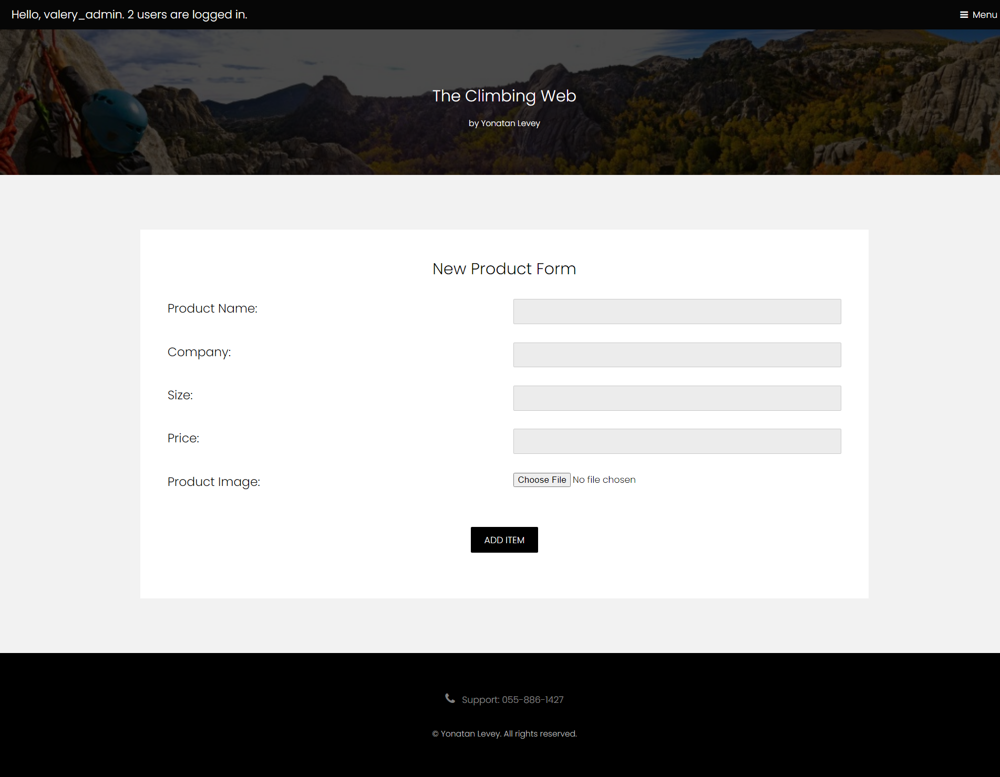 Hello, valery_admin. 2 users are logged in.
Menu
The Climbing Web
by Yonatan Levey
New Product Form
Product Name:
Company:
Size:
Price:
Product Image:
Choose File No file chosen
ADD ITEM
Support: 055-886-1427
© Yonatan Levey. All rights reserved.